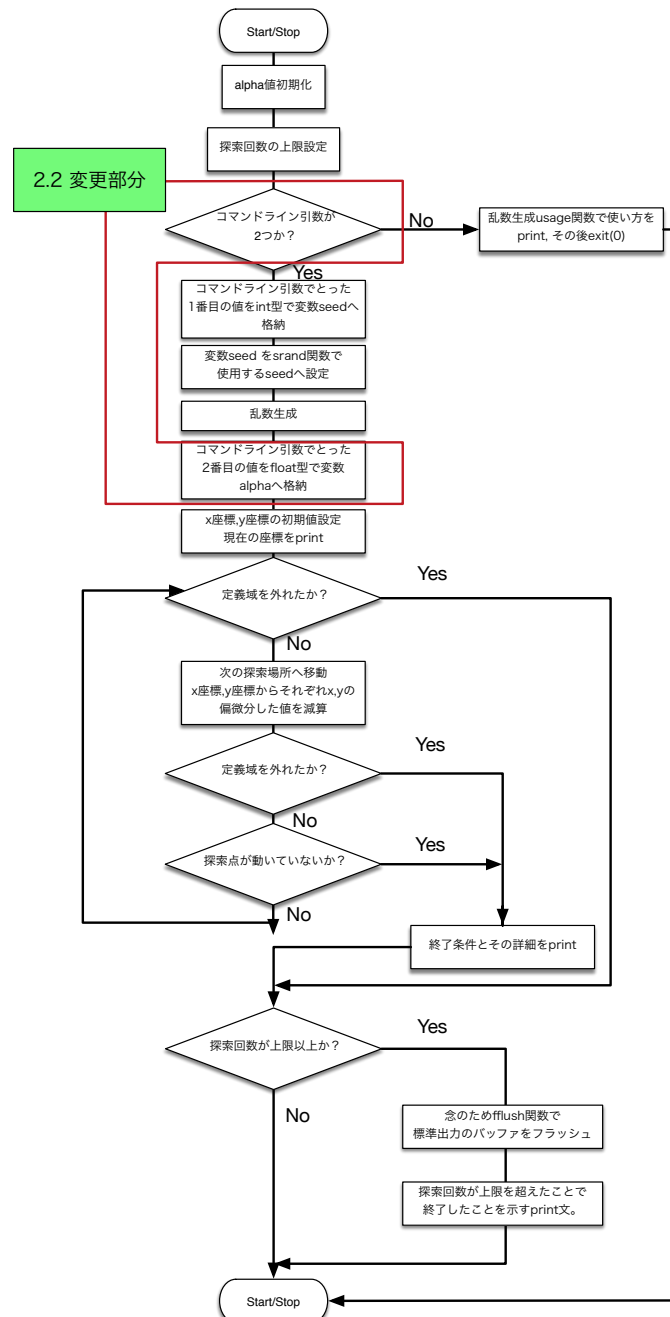 Start/Stop
alpha値初期化
探索回数の上限設定
2.2 変更部分
コマンドライン引数が
2つか？
No
乱数生成usage関数で使い方を
print, その後exit(0)
Yes
コマンドライン引数でとった
1番目の値をint型で変数seedへ
格納
変数seed をsrand関数で
使用するseedへ設定
乱数生成
コマンドライン引数でとった
2番目の値をfloat型で変数
alphaへ格納
x座標,y座標の初期値設定
現在の座標をprint
定義域を外れたか？
Yes
No
次の探索場所へ移動
x座標,y座標からそれぞれx,yの
偏微分した値を減算
定義域を外れたか？
Yes
No
探索点が動いていないか？
Yes
No
終了条件とその詳細をprint
探索回数が上限以上か？
Yes
No
念のためfflush関数で
標準出力のバッファをフラッシュ
探索回数が上限を超えたことで
終了したことを示すprint文。
Start/Stop